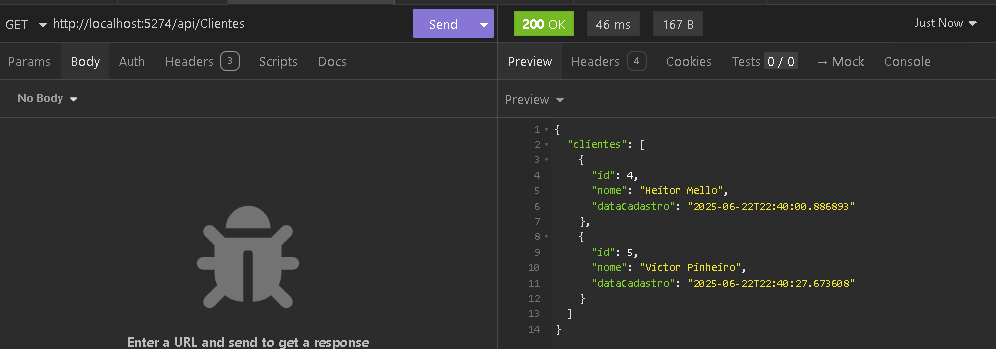 GET http://localhost:5274/api/Clientes Send
Params Body Auth Headers 3 Scripts Docs
No Body
Enter a URL and send to get a response
200 OK 46 ms 167 B Just Now
Preview Headers 4 Cookies Tests 0 / 0 → Mock Console
Preview
1 {
2 "clientes": [
3 {
4 "id": 4,
5 "nome": "Heitor Mello",
6 "dataCadastro": "2025-06-22T22:40:00.886893"
7 },
8 {
9 "id": 5,
10 "nome": "Victor Pinheiro",
11 "dataCadastro": "2025-06-22T22:40:27.673608"
12 }
13 ]
14 }